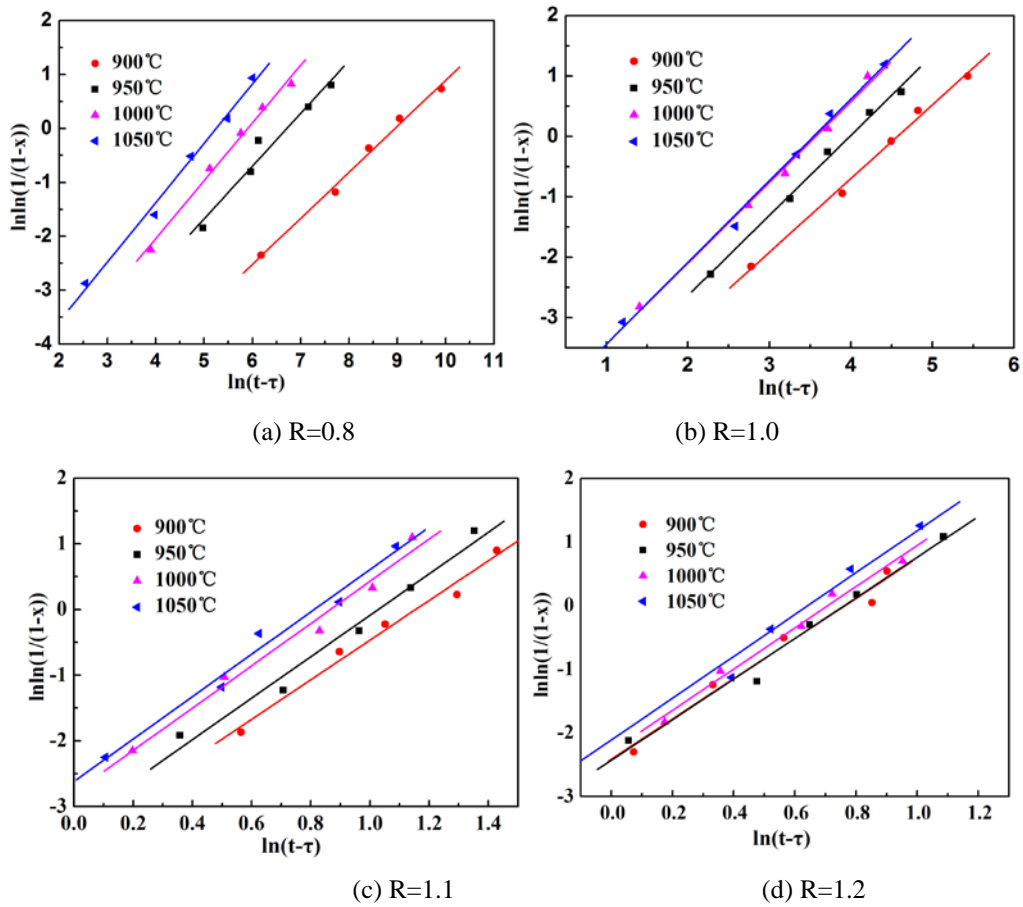 lnln(1/(1-x))
2
1
0
-1
-2
-3
-4
900℃
950℃
1000℃
1050℃
2 3 4 5 6 7 8 9 10 11
ln(t-τ)
(a) R=0.8
lnln(1/(1-x))
2
1
0
-1
-2
-3
900℃
950℃
1000℃
1050℃
1 2 3 4 5 6
ln(t-τ)
(b) R=1.0
lnln(1/(1-x))
2
1
0
-1
-2
-3
900℃
950℃
1000℃
1050℃
0.0 0.2 0.4 0.6 0.8 1.0 1.2 1.4
ln(t-τ)
(c) R=1.1
lnln(1/(1-x))
2
1
0
-1
-2
-3
900℃
950℃
1000℃
1050℃
0.0 0.2 0.4 0.6 0.8 1.0 1.2
ln(t-τ)
(d) R=1.2